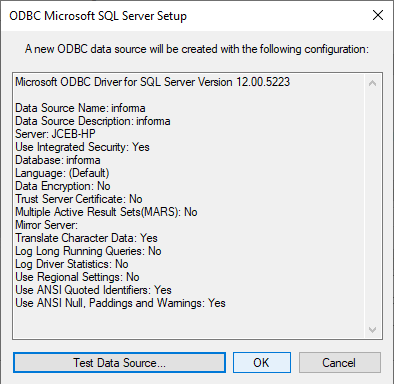 ODBC Microsoft SQL Server Setup
A new ODBC data source will be created with the following configuration:
Microsoft ODBC Driver for SQL Server Version 12.00.5223
Data Source Name: informa
Data Source Description: informa
Server: JCEB-HP
Use Integrated Security: Yes
Database: informa
Language: (Default)
Data Encryption: No
Trust Server Certificate: No
Multiple Active Result Sets(MARS): No
Mirror Server:
Translate Character Data: Yes
Log Long Running Queries: No
Log Driver Statistics: No
Use Regional Settings: No
Use ANSI Quoted Identifiers: Yes
Use ANSI Null, Paddings and Warnings: Yes
Test Data Source... OK Cancel